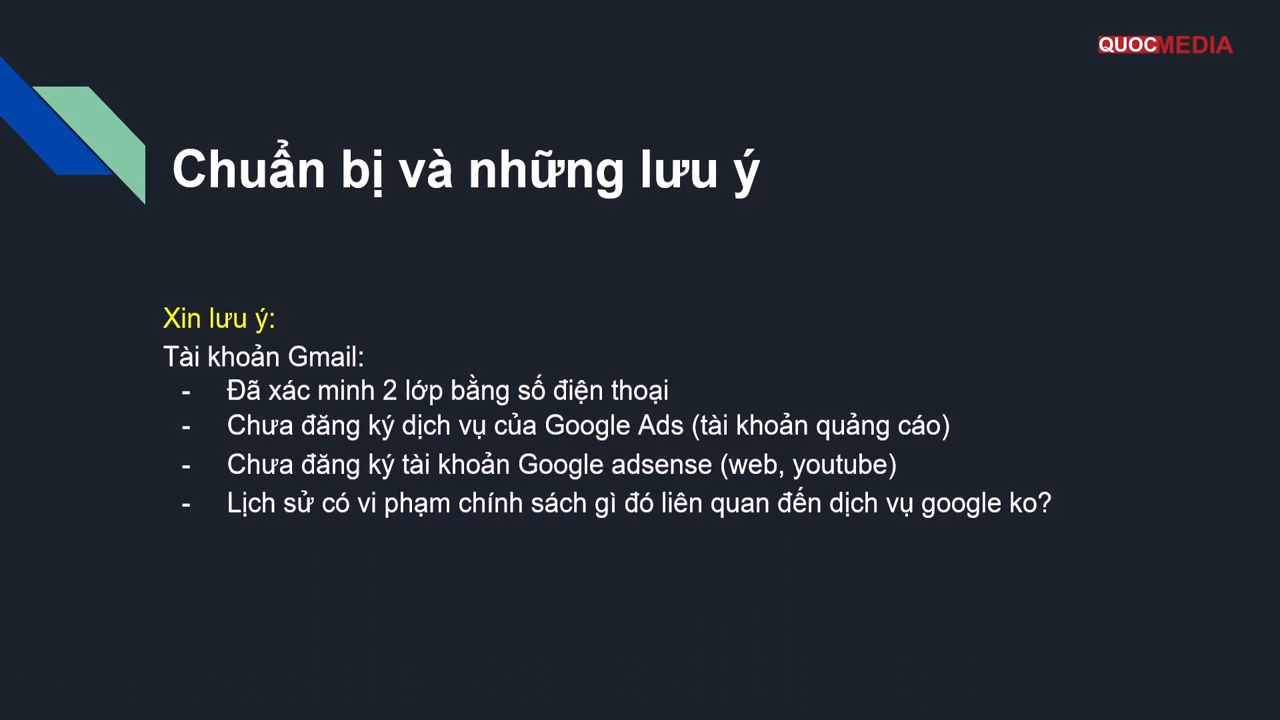 QUOCMEDIA
Chuẩn bị và những lưu ý
Xin lưu ý:
Tài khoản Gmail:
- Đã xác minh 2 lớp bằng số điện thoại
- Chưa đăng ký dịch vụ của Google Ads (tài khoản quảng cáo)
- Chưa đăng ký tài khoản Google adsense (web, youtube)
- Lịch sử có vi phạm chính sách gì đó liên quan đến dịch vụ google ko?